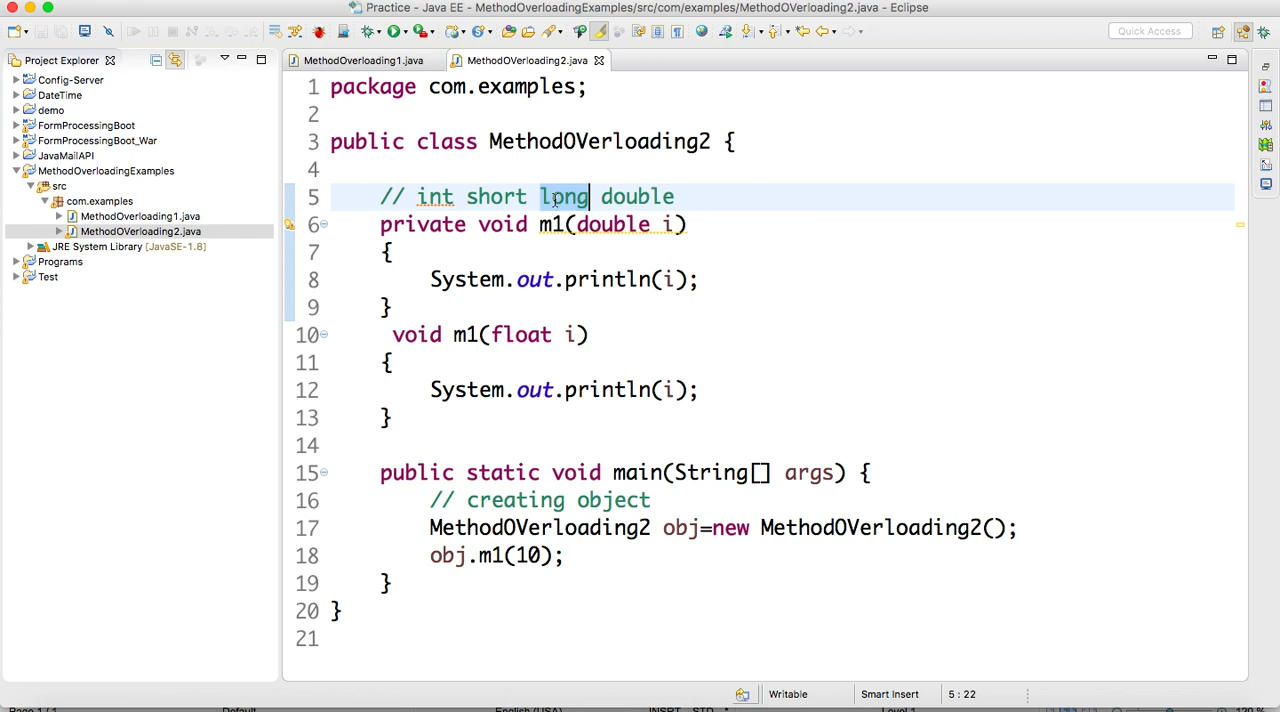 Practice - Java EE - MethodOverloadingExamples/src/com/examples/MethodOVerloading2.java - Eclipse
Quick Access
Project Explorer
Config-Server
DateTime
demo
FormProcessingBoot
FormProcessingBoot_War
JavaMailAPI
MethodOverloadingExamples
src
com.examples
MethodOverloading1.java
MethodOVerloading2.java
JRE System Library [JavaSE-1.8]
Programs
Test
MethodOverloading1.java
MethodOVerloading2.java
1 package com.examples;
2
3 public class MethodOVerloading2 {
4
5 // int short long double
6 private void m1(double i)
7 {
8 System.out.println(i);
9 }
10 void m1(float i)
11 {
12 System.out.println(i);
13 }
14
15 public static void main(String[] args) {
16 // creating object
17 MethodOVerloading2 obj=new MethodOVerloading2();
18 obj.m1(10);
19 }
20 }
21
Writable Smart Insert 5 : 22